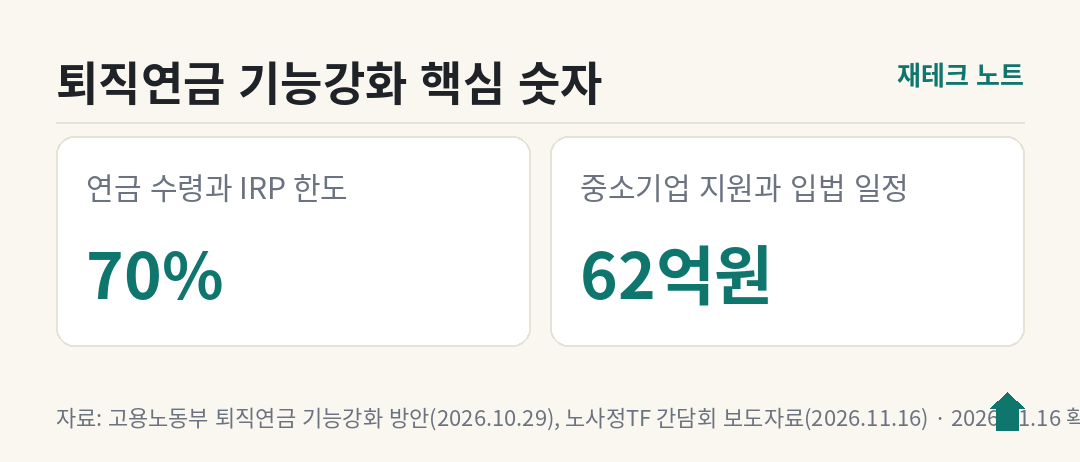 퇴직연금 기능강화 핵심 숫자
재테크 노트
연금 수령과 IRP 한도
70%
중소기업 지원과 입법 일정
62억원
자료: 고용노동부 퇴직연금 기능강화 방안(2026.10.29), 노사정TF 간담회 보도자료(2026.11.16) ·